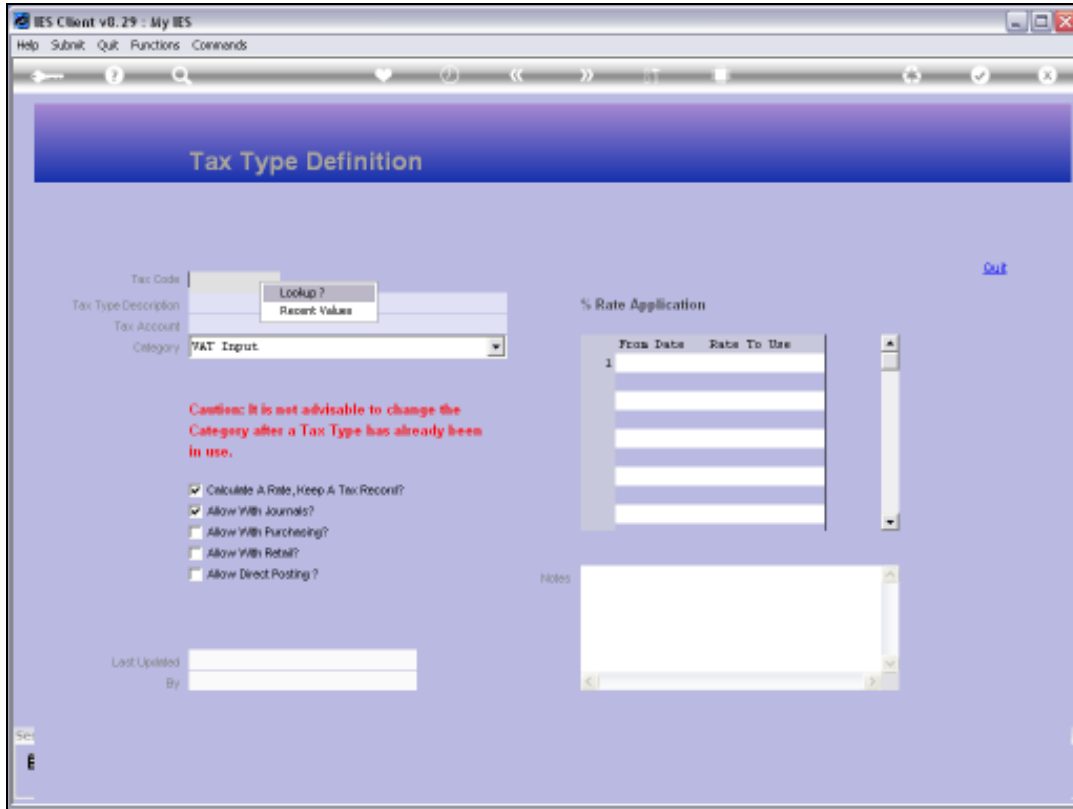 IES Client v8.29 : My IES
Help Submit Quit Functions Commands
Tax Type Definition
Quit
Tax Code
Lookup ?
Recent Values
Tax Type Description
Tax Account
Category VAT Input
% Rate Application
From Date Rate To Use
1
Caution: It is not advisable to change the
Category after a Tax Type has already been
in use.
Calculate A Rate, Keep A Tax Record?
Allow With Journals?
Allow With Purchasing?
Allow With Retail?
Allow Direct Posting ?
Notes
Last Updated
By